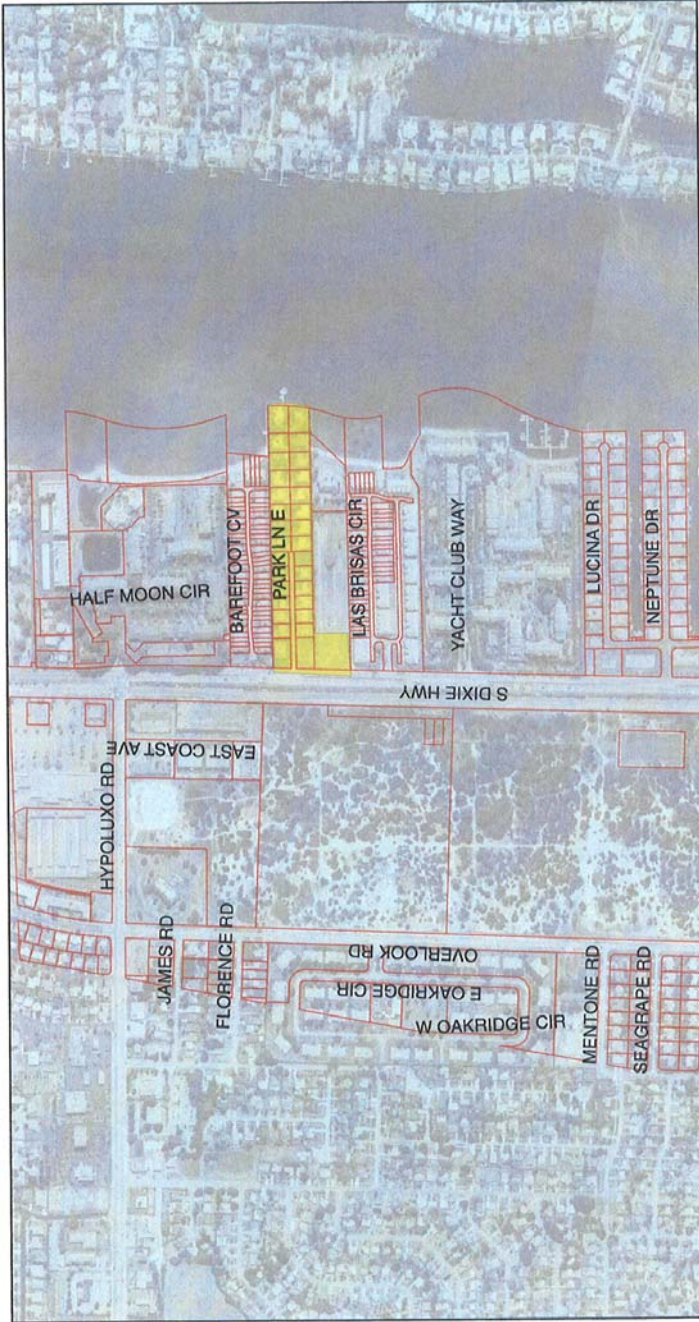 HALF MOON CIR
BAREFOOT CV
PARK LN E
LAS BRISAS CIR
YACHT CLUB WAY
LUCINA DR
NEPTUNE DR
S DIXIE HWY
HYPOLUXO RD
EAST COAST AVE
JAMES RD
FLORENCE RD
OVERLOOK RD
E OAKRIDGE CIR
W OAKRIDGE CIR
MENTONE RD
SEAGRAPE RD